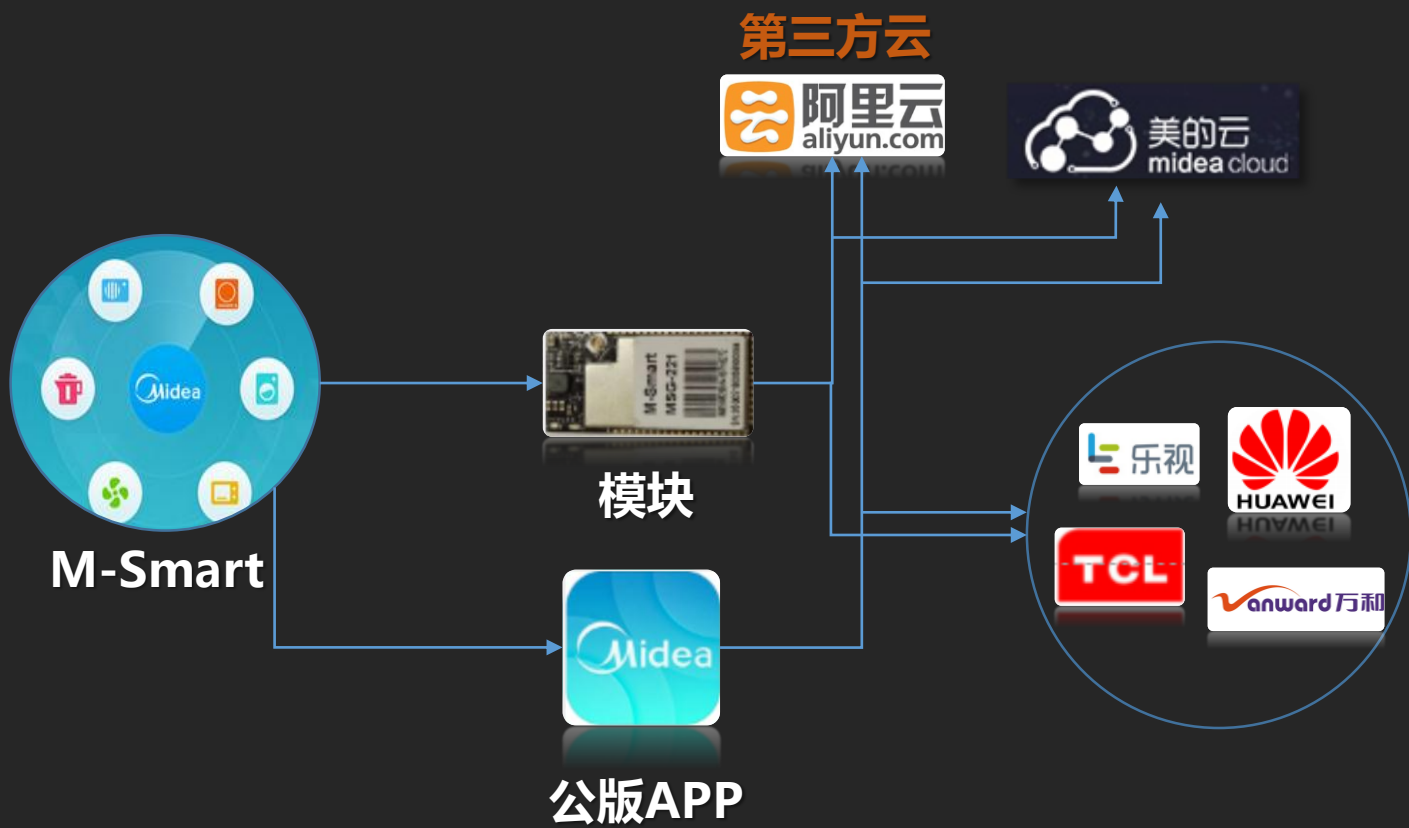 第三方云
阿里云
aliyun.com
美的云
midea cloud
Midea
M-Smart
M-Smart
MSG-221
模块
Midea
公版APP
乐视
HUAWEI
TCL
Vanward万和